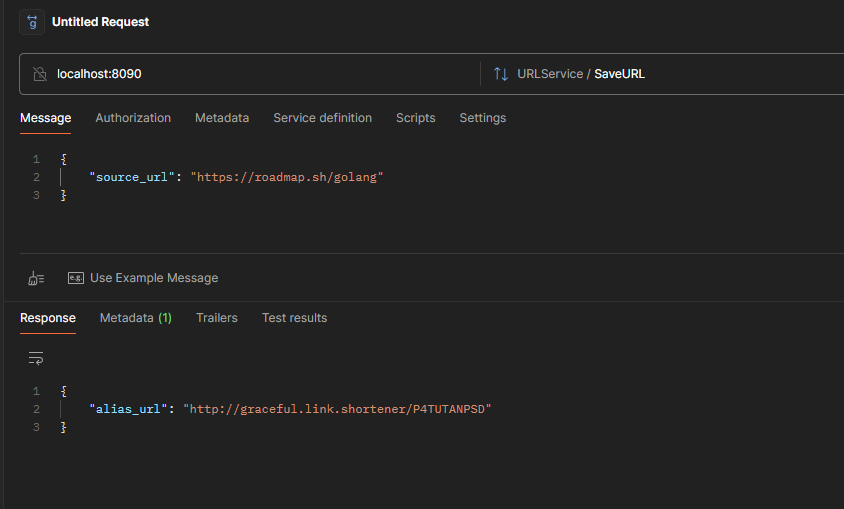 Untitled Request
localhost:8090 URLService / SaveURL
Message Authorization Metadata Service definition Scripts Settings
1 {
2 "source_url": "https://roadmap.sh/golang"
3 }
e.g. Use Example Message
Response Metadata (1) Trailers Test results
1 {
2 "alias_url": "http://graceful.link.shortener/P4TUTANPSD"
3 }